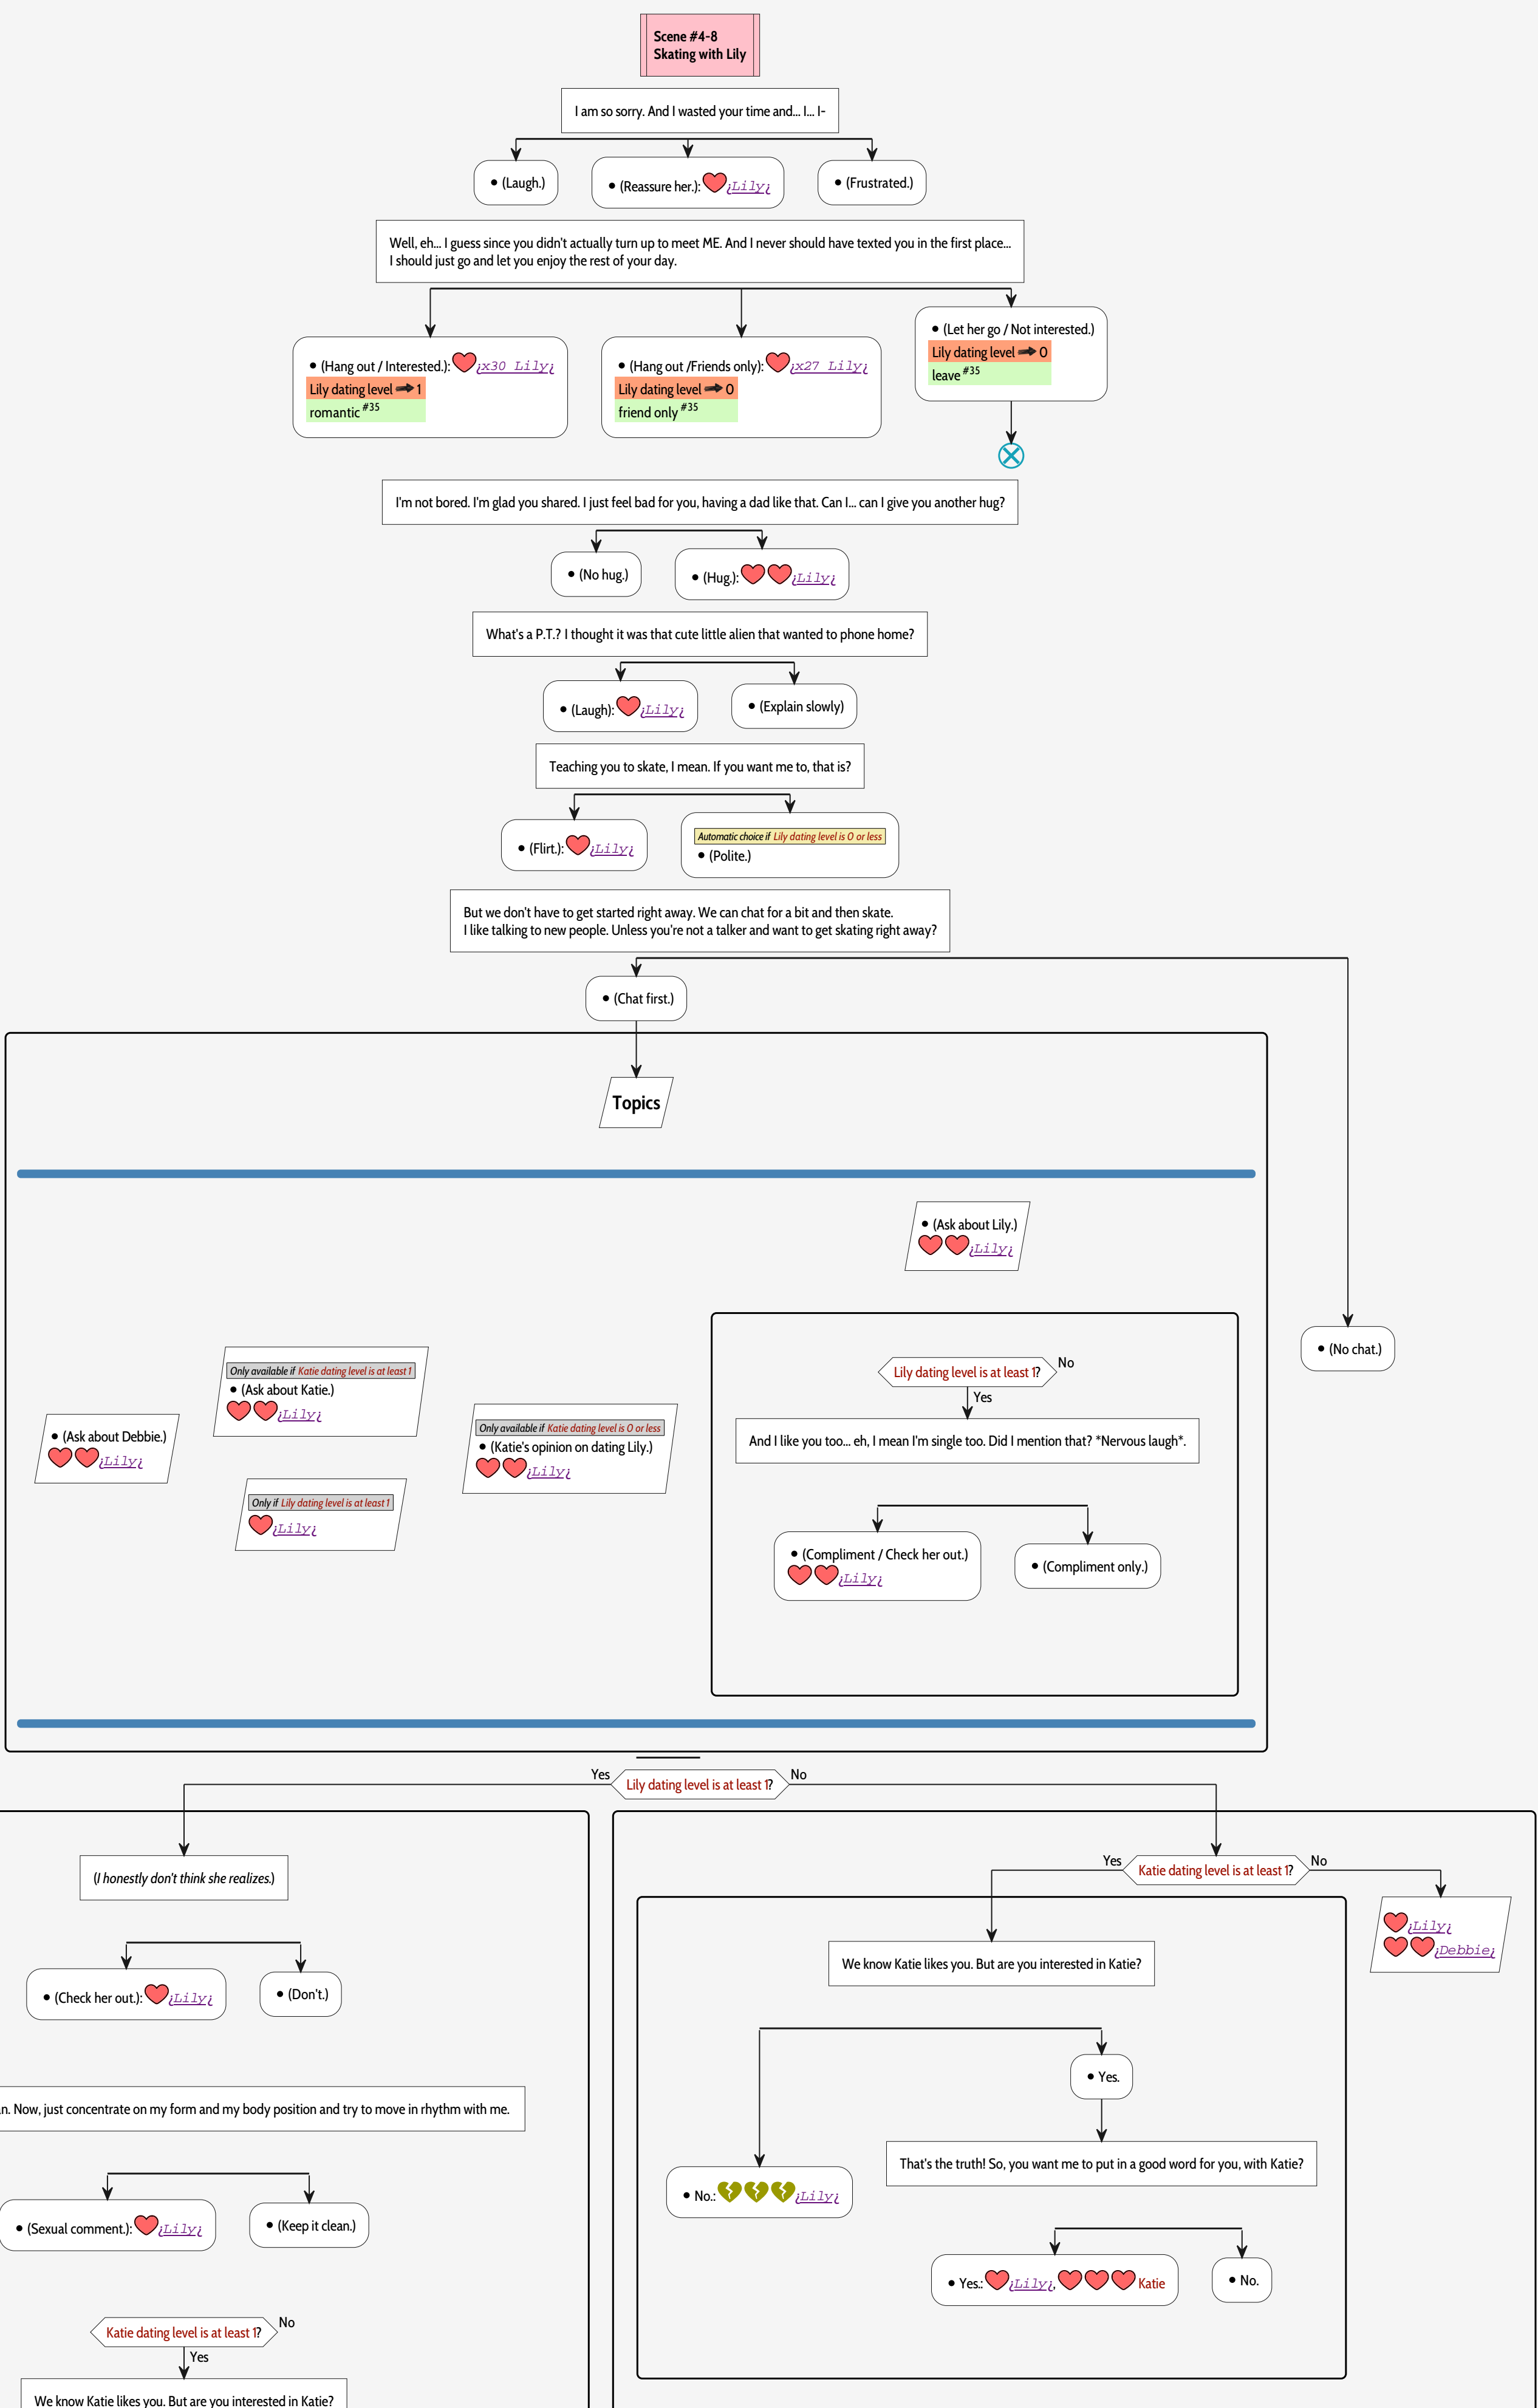 Scene #4-8
Skating with Lily
I am so sorry. And I wasted your time and... I... I-
• (Laugh.)
• (Reassure her.): ¿Lily¿
• (Frustrated.)
Well, eh... I guess since you didn't actually turn up to meet ME. And I never should have texted you in the first place...
I should just go and let you enjoy the rest of your day.
• (Hang out / Interested.): ¿x30 Lily¿
Lily dating level ➡ 1
romantic #35
• (Hang out /Friends only): ¿x27 Lily¿
Lily dating level ➡ 0
friend only #35
• (Let her go / Not interested.)
Lily dating level ➡ 0
leave #35
I'm not bored. I'm glad you shared. I just feel bad for you, having a dad like that. Can I... can I give you another hug?
• (No hug.)
• (Hug.): ¿Lily¿
What's a P.T.? I thought it was that cute little alien that wanted to phone home?
• (Laugh): ¿Lily¿
• (Explain slowly)
Teaching you to skate, I mean. If you want me to, that is?
• (Flirt.): ¿Lily¿
Automatic choice if Lily dating level is 0 or less
• (Polite.)
But we don't have to get started right away. We can chat for a bit and then skate.
I like talking to new people. Unless you're not a talker and want to get skating right away?
• (Chat first.)
Topics
• (Ask about Lily.)
¿Lily¿
• (No chat.)
Only available if Katie dating level is at least 1
• (Ask about Katie.)
¿Lily¿
• (Ask about Debbie.)
¿Lily¿
Only available if Katie dating level is 0 or less
• (Katie's opinion on dating Lily.)
¿Lily¿
Only if Lily dating level is at least 1
¿Lily¿
Lily dating level is at least 1?
No
Yes
And I like you too... eh, I mean I'm single too. Did I mention that? *Nervous laugh*.
• (Compliment / Check her out.)
¿Lily¿
• (Compliment only.)
Yes
Lily dating level is at least 1?
No
(I honestly don't think she realizes.)
• (Check her out.): ¿Lily¿
• (Don't.)
n. Now, just concentrate on my form and my body position and try to move in rhythm with me.
• (Sexual comment.): ¿Lily¿
• (Keep it clean.)
Katie dating level is at least 1?
No
Yes
We know Katie likes you. But are you interested in Katie?
Yes
Katie dating level is at least 1?
No
¿Lily¿
¿Debbie¿
We know Katie likes you. But are you interested in Katie?
• Yes.
• No.: ¿Lily¿
That's the truth! So, you want me to put in a good word for you, with Katie?
• Yes.: ¿Lily¿, Katie
• No.